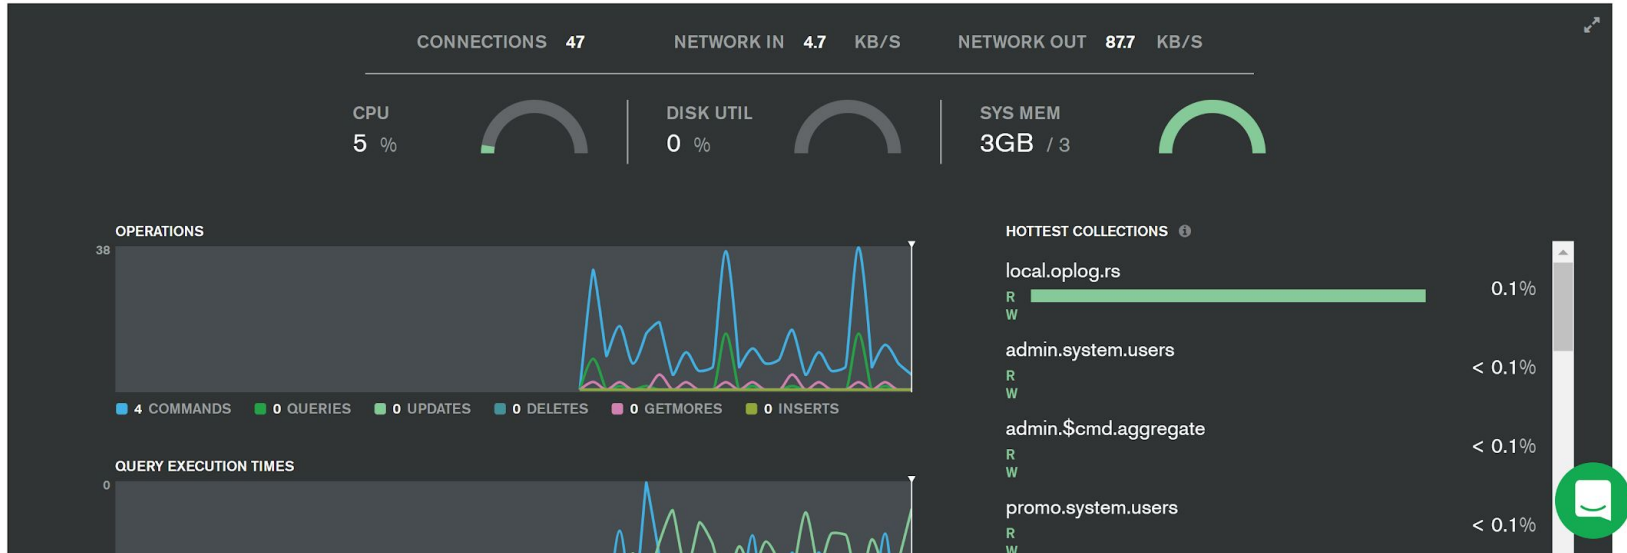 CONNECTIONS 47 NETWORK IN 4.7 KB/S NETWORK OUT 87.7 KB/S
CPU
5 %
DISK UTIL
0 %
SYS MEM
3GB / 3
OPERATIONS
38
4 COMMANDS 0 QUERIES 0 UPDATES 0 DELETES 0 GETMORES 0 INSERTS
QUERY EXECUTION TIMES
0
HOTTEST COLLECTIONS
local.oplog.rs
R
W
0.1%
admin.system.users
R
W
< 0.1%
admin.$cmd.aggregate
R
W
< 0.1%
promo.system.users
R
W
< 0.1%